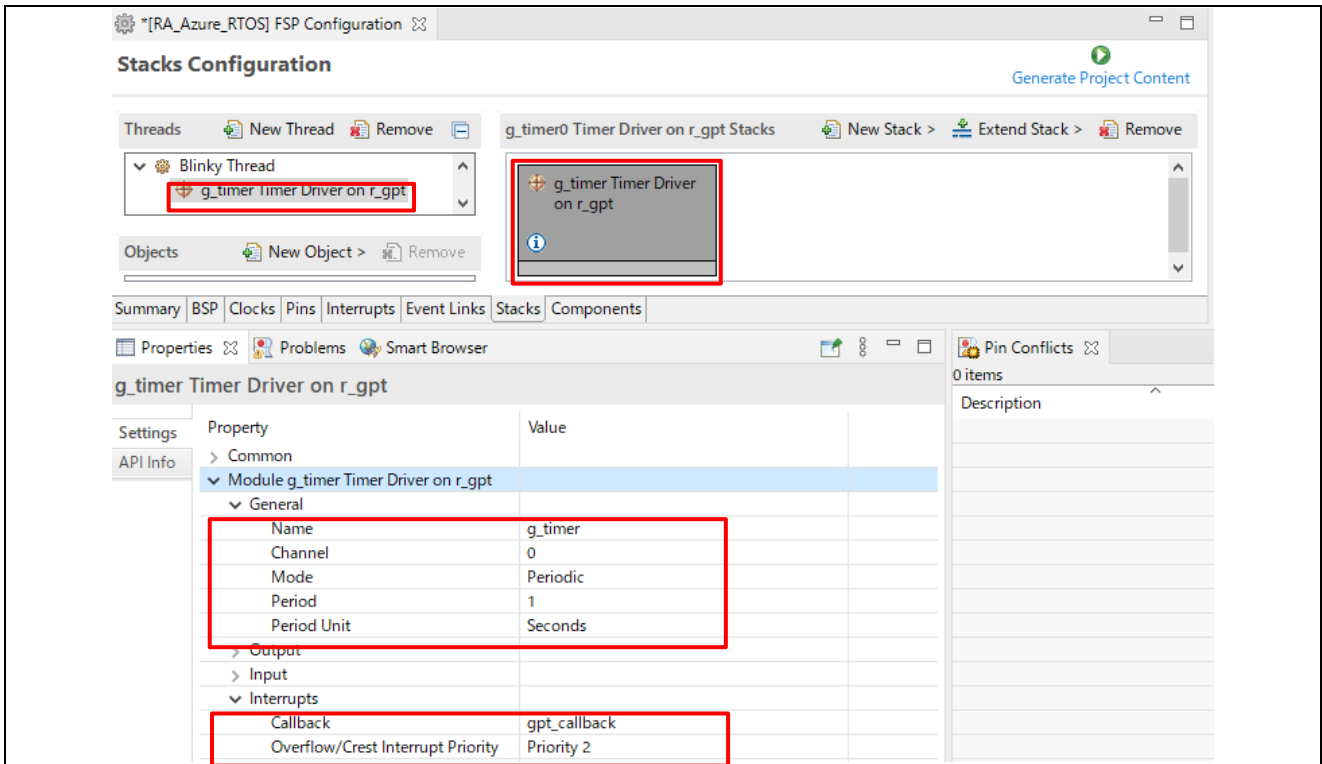 *[RA_Azure_RTOS] FSP Configuration
Stacks Configuration
Generate Project Content
Threads New Thread Remove
g_timer0 Timer Driver on r_gpt Stacks New Stack > Extend Stack > Remove
Blinky Thread
g_timer Timer Driver on r_gpt
g_timer Timer Driver
on r_gpt
Objects New Object > Remove
Summary BSP Clocks Pins Interrupts Event Links Stacks Components
Properties Problems Smart Browser
Pin Conflicts
0 items
g_timer Timer Driver on r_gpt
Description
Settings
API Info
Property Value
Common
Module g_timer Timer Driver on r_gpt
General
Name g_timer
Channel 0
Mode Periodic
Period 1
Period Unit Seconds
Output
Input
Interrupts
Callback gpt_callback
Overflow/Crest Interrupt Priority Priority 2